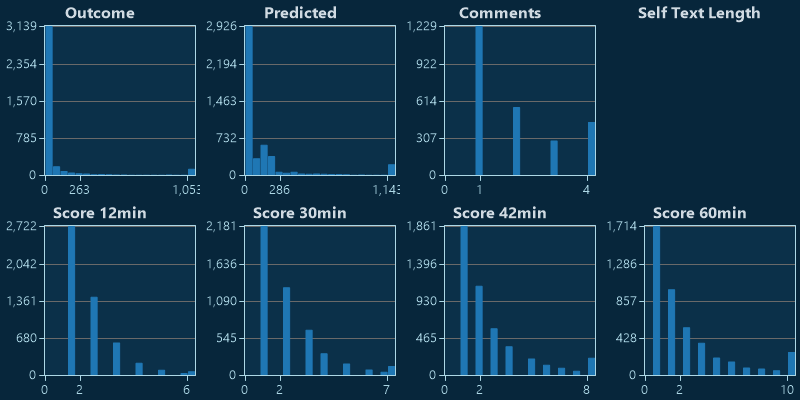 Outcome
3,139
2,354
1,570
785
0
0 263 1,053
Predicted
2,926
2,194
1,463
732
0
0 286 1,143
Comments
1,229
922
614
307
0
0 1 4
Self Text Length
Score 12min
2,722
2,042
1,361
680
0
0 2 6
Score 30min
2,181
1,636
1,090
545
0
0 2 7
Score 42min
1,861
1,396
930
465
0
0 2 8
Score 60min
1,714
1,286
857
428
0
0 2 10